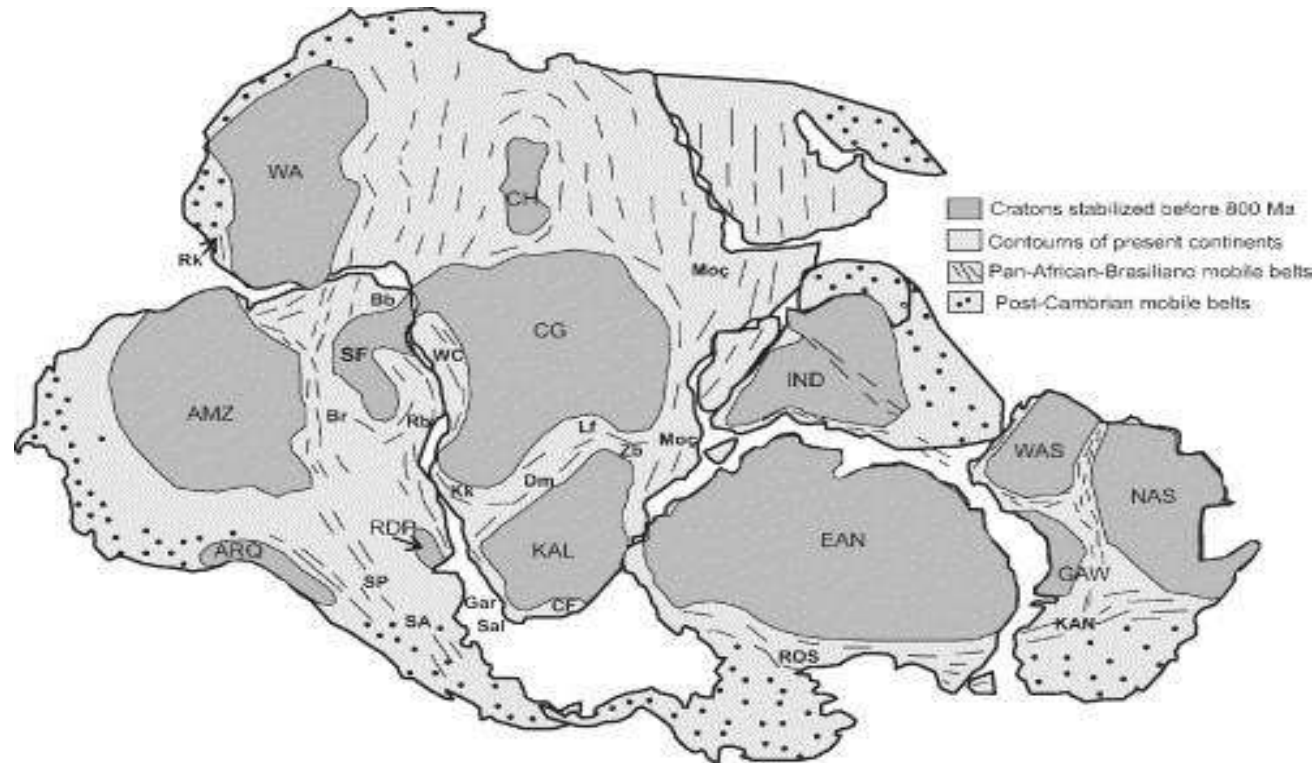 WA
CH
Cratons stabilized before 800 Ma
Contourns of present continents
Pan-African-Brasiliano mobile belts
Post-Cambrian mobile belts
Rk
Moç
Bb
SF
WC
CG
IND
AMZ
Br
Rbi
Lf
Zb
Moç
WAS
NAS
Kk
Dm
RDP
KAL
EAN
ARQ
GAW
SP
Gar
CF
SA
Sal
KAN
ROS